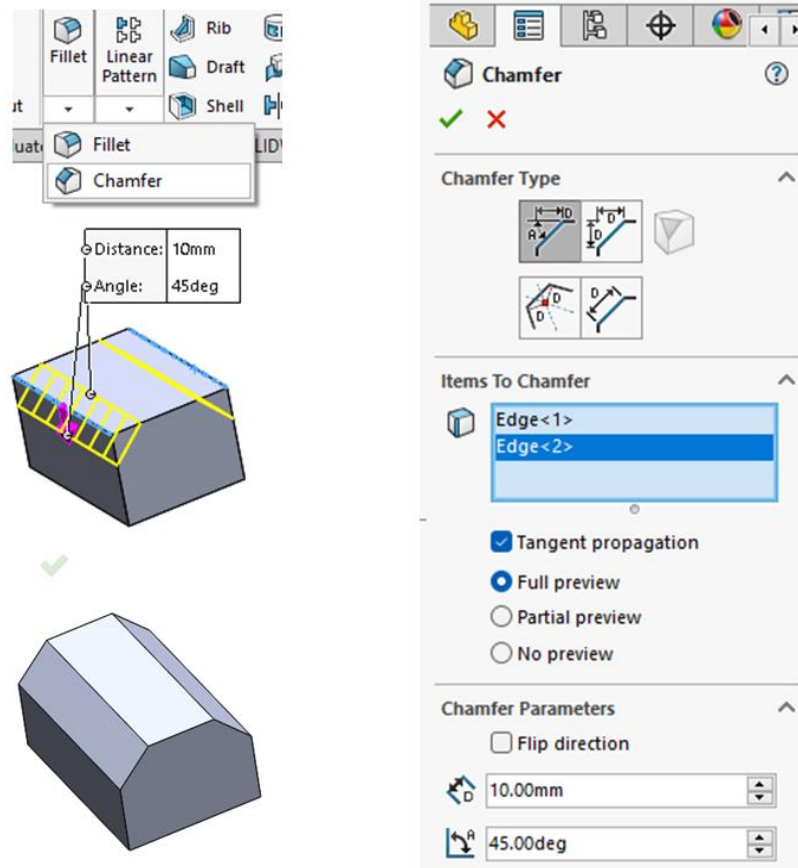 Fillet
Linear
Pattern
Rib
Draft
Shell
Fillet
Chamfer
Distance: 10mm
Angle: 45deg
Chamfer
Chamfer Type
Items To Chamfer
Edge<1>
Edge<2>
Tangent propagation
Full preview
Partial preview
No preview
Chamfer Parameters
Flip direction
10.00mm
45.00deg